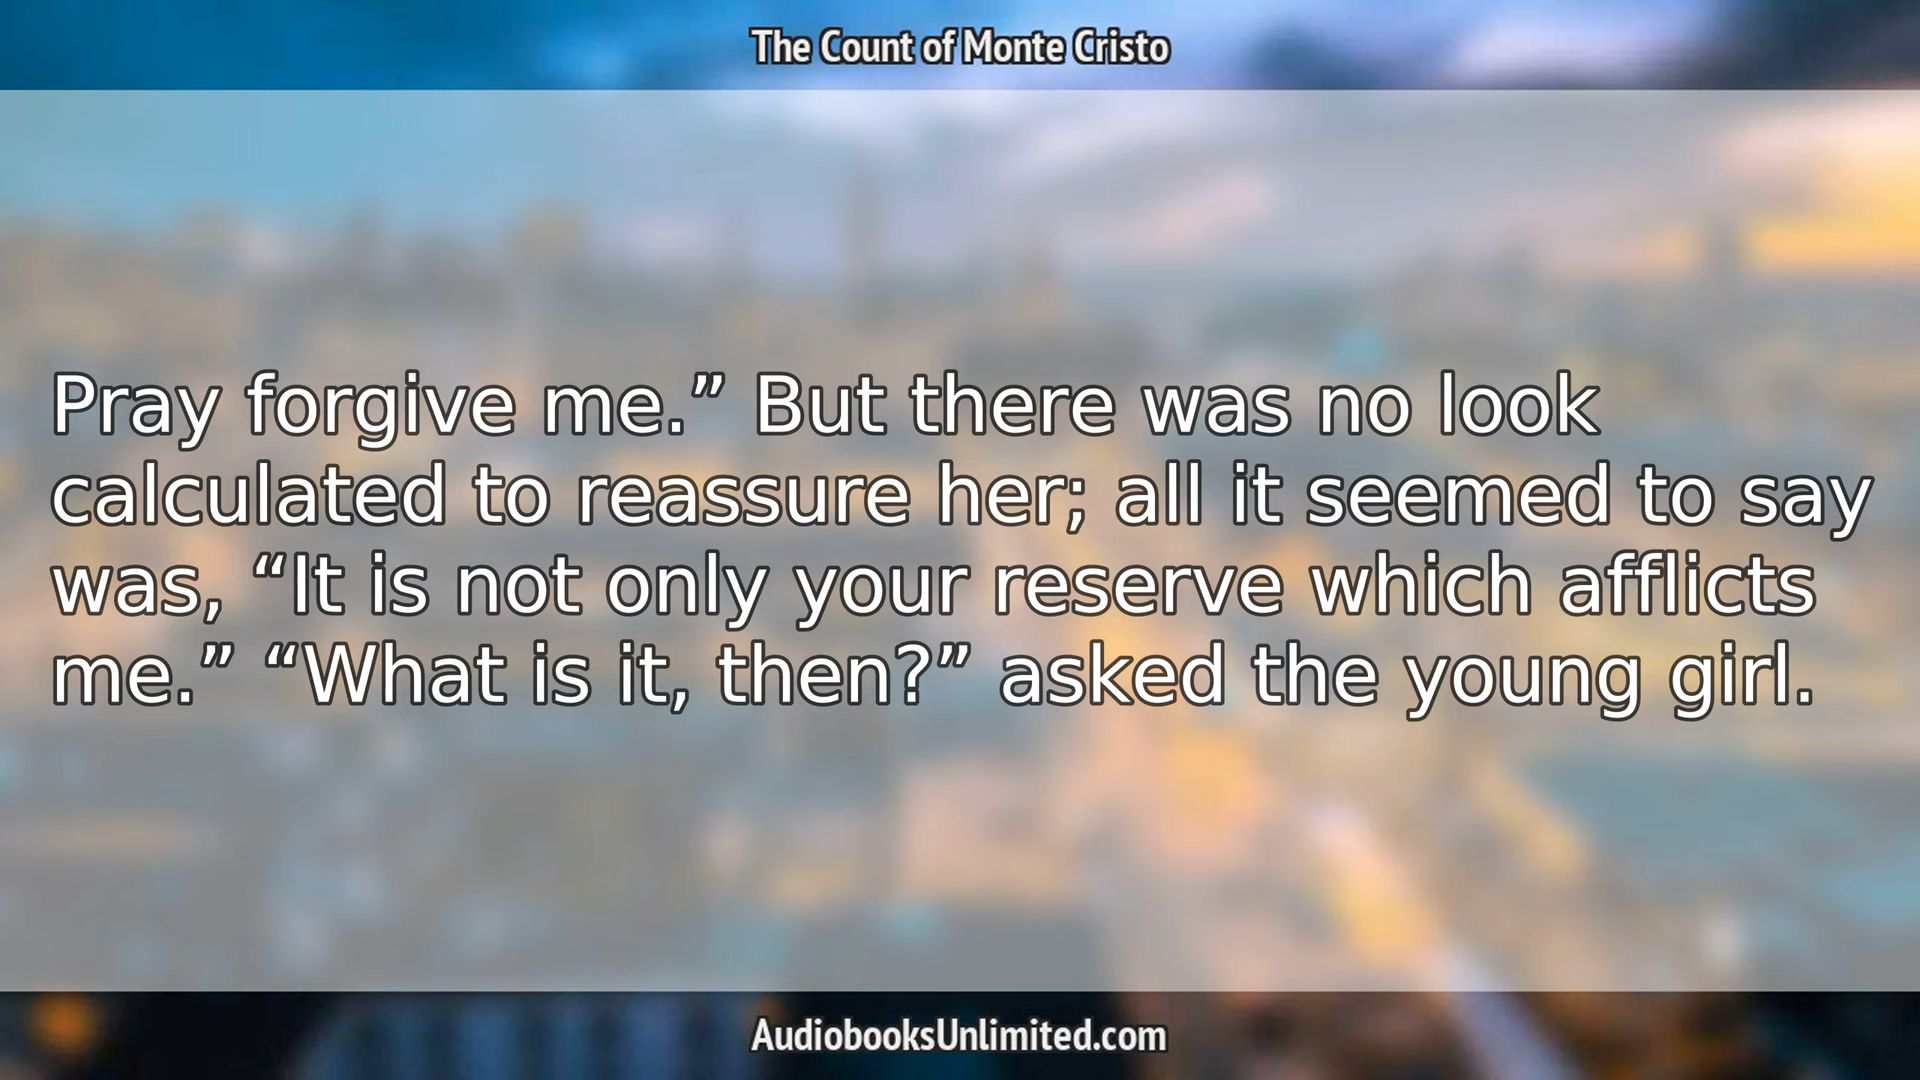 The Count of Monte Cristo
Pray forgive me.” But there was no look
calculated to reassure her; all it seemed to say
was, “It is not only your reserve which afflicts
me.” “What is it, then?” asked the young girl.
AudiobooksUnlimited.com